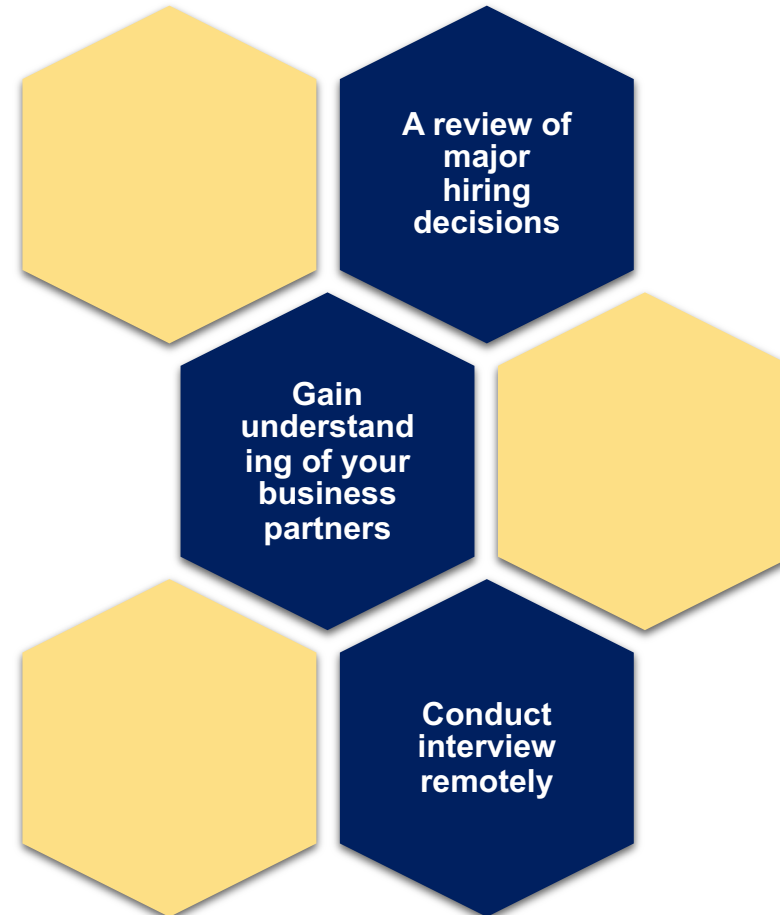 A review of
major
hiring
decisions
Gain
understand
ing of your
business
partners
Conduct
interview
remotely